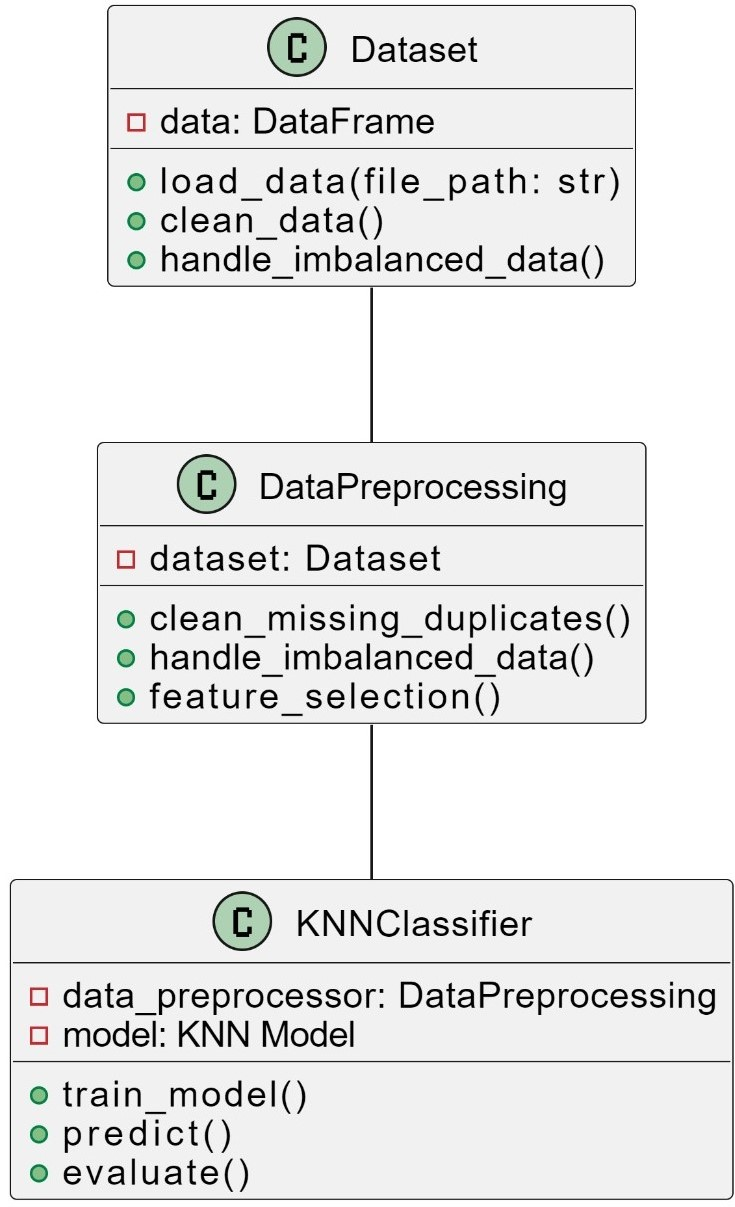 C Dataset
data: DataFrame
load_data(file_path: str)
clean_data()
handle_imbalanced_data()
C DataPreprocessing
dataset: Dataset
clean_missing_duplicates()
handle_imbalanced_data()
feature_selection()
C KNNClassifier
data_preprocessor: DataPreprocessing
model: KNN Model
train_model()
predict()
evaluate()